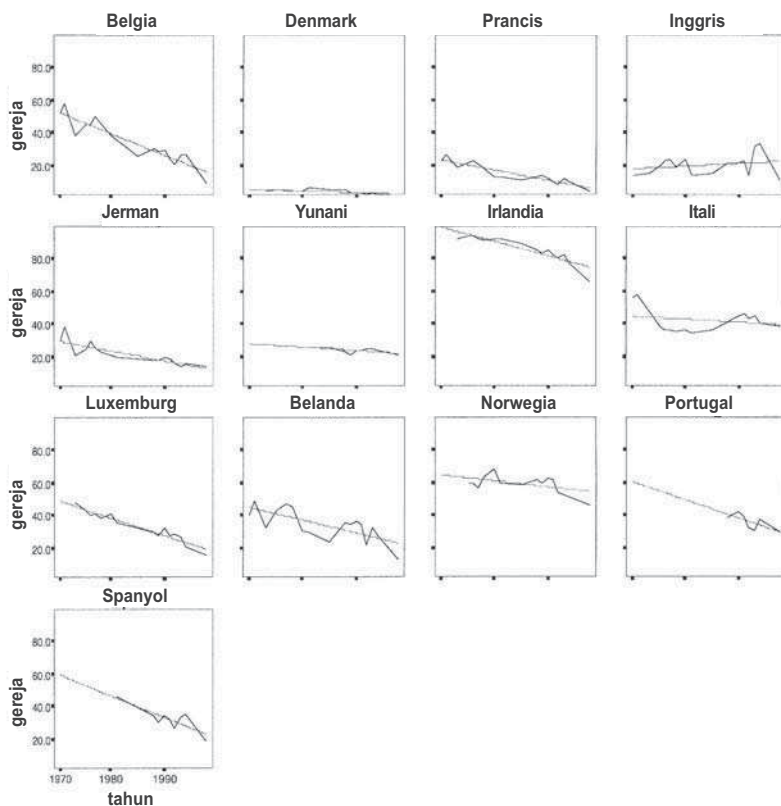 Belgia Denmark Prancis Inggris
80.0
60.0
40.0
20.0
gereja
Jerman Yunani Irlandia Itali
80.0
60.0
40.0
20.0
gereja
Luxemburg Belanda Norwegia Portugal
80.0
60.0
40.0
20.0
gereja
Spanyol
80.0
60.0
40.0
20.0
gereja
1970 1980 1990
tahun